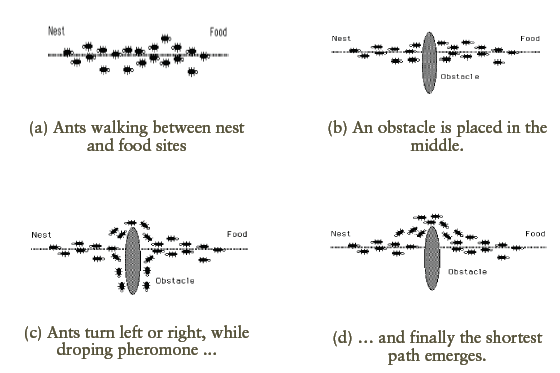 Nest
Food
(a) Ants walking between nest
and food sites
Nest
Food
Obstacle
(b) An obstacle is placed in the
middle.
Nest
Food
Obstacle
(c) Ants turn left or right, while
droping pheromone ...
Nest
Food
Obstacle
(d) ... and finally the shortest
path emerges.